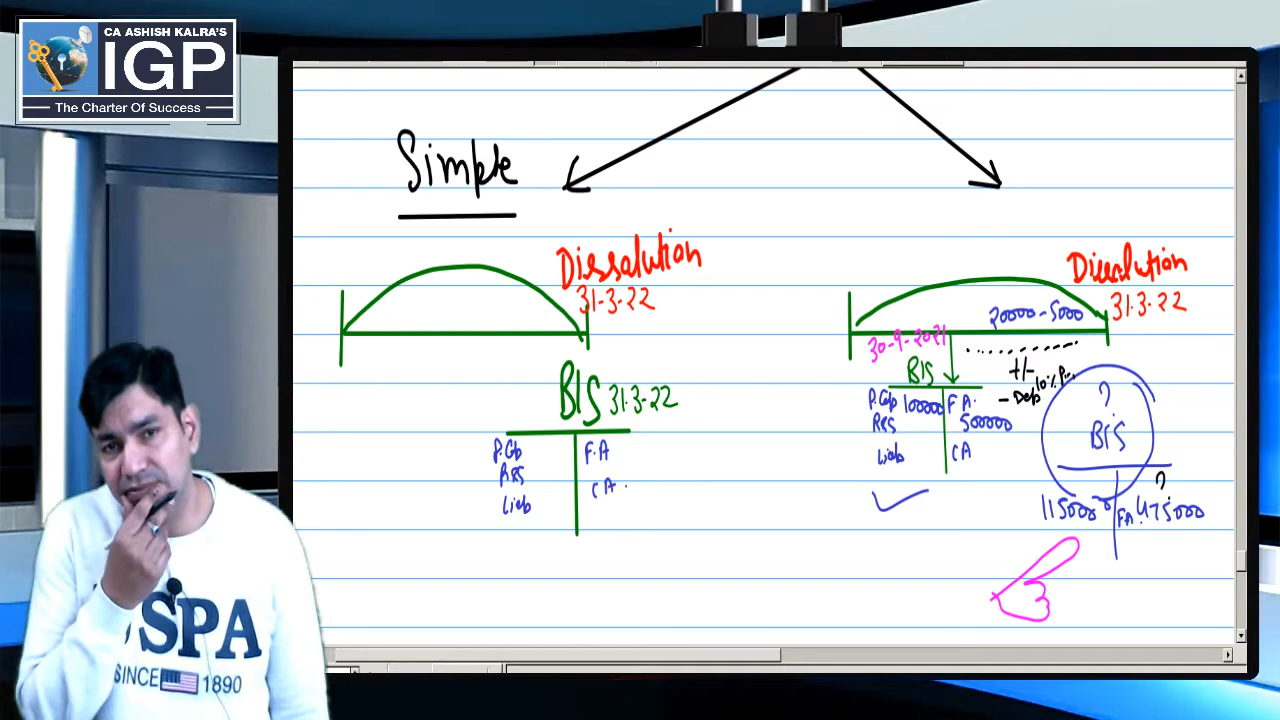 CA ASHISH KALRA'S
IGP
The Charter Of Success
Simple
Dissolution
31-3-22
B/S 31-3-22
P. Cap
R&S
Liab
F.A
C A.
Dissolution
31-3-22
20000-5000
30-9-2021
B/S
P. Cap 100000
R&S
Liab
F A.
500000
CA
+/-
- Dep 10%
?
B/S
?
115000
F.A. 475000
SPA
SINCE 1890